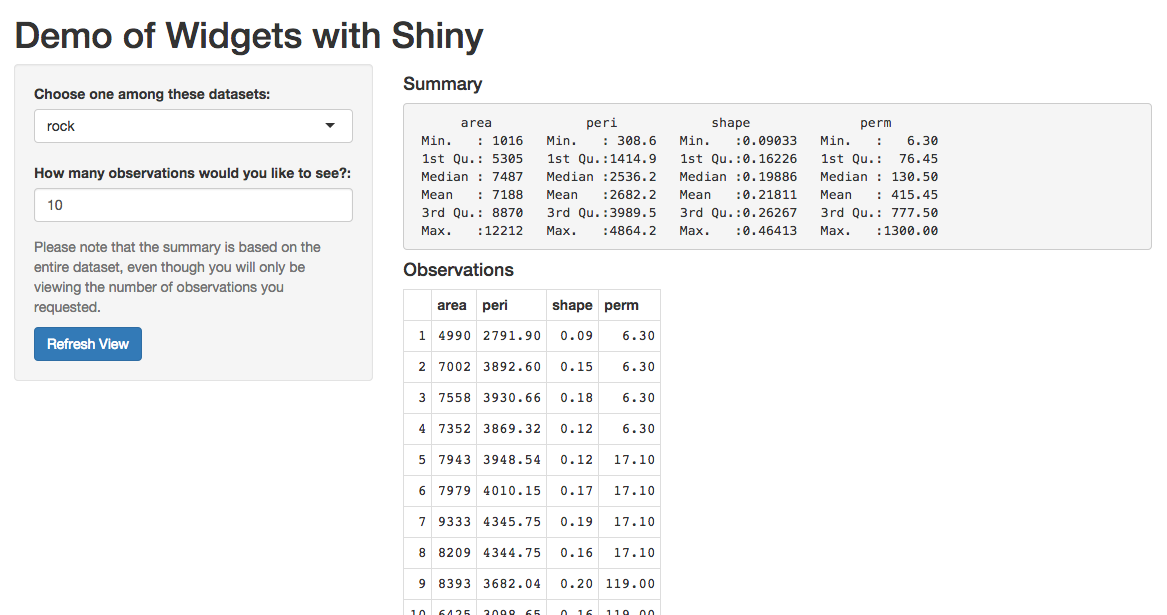 Demo of Widgets with Shiny
Choose one among these datasets:
rock
How many observations would you like to see?:
10
Please note that the summary is based on the
entire dataset, even though you will only be
viewing the number of observations you
requested.
Refresh View
Summary
area peri shape perm
Min. : 1016 Min. : 308.6 Min. :0.09033 Min. : 6.30
1st Qu.: 5305 1st Qu.:1414.9 1st Qu.:0.16226 1st Qu.: 76.45
Median : 7487 Median :2536.2 Median :0.19886 Median : 130.50
Mean : 7188 Mean :2682.2 Mean :0.21811 Mean : 415.45
3rd Qu.: 8870 3rd Qu.:3989.5 3rd Qu.:0.26267 3rd Qu.: 777.50
Max. :12212 Max. :4864.2 Max. :0.46413 Max. :1300.00
Observations
area peri shape perm
1 4990 2791.90 0.09 6.30
2 7002 3892.60 0.15 6.30
3 7558 3930.66 0.18 6.30
4 7352 3869.32 0.12 6.30
5 7943 3948.54 0.12 17.10
6 7979 4010.15 0.17 17.10
7 9333 4345.75 0.19 17.10
8 8209 4344.75 0.16 17.10
9 8393 3682.04 0.20 119.00
10 6425 3098.65 0.16 119.00